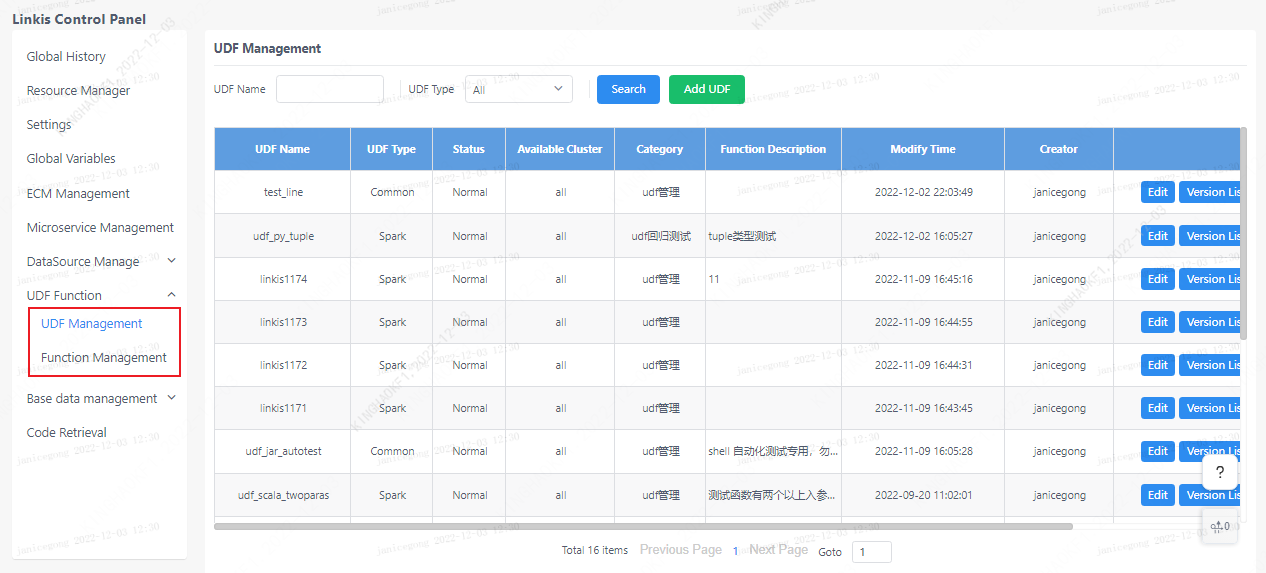 Linkis Control Panel
Global History
Resource Manager
Settings
Global Variables
ECM Management
Microservice Management
DataSource Manage
UDF Function
UDF Management
Function Management
Base data management
Code Retrieval
UDF Management
UDF Name UDF Type All Search Add UDF
UDF Name UDF Type Status Available Cluster Category Function Description Modify Time Creator
test_line Common Normal all udf管理 2022-12-02 22:03:49 janicegong Edit Version Lis
udf_py_tuple Spark Normal all udf回归测试 tuple类型测试 2022-12-02 16:05:27 janicegong Edit Version Lis
linkis1174 Spark Normal all udf管理 11 2022-11-09 16:45:16 janicegong Edit Version Lis
linkis1173 Spark Normal all udf管理 2022-11-09 16:44:55 janicegong Edit Version Lis
linkis1172 Spark Normal all udf管理 2022-11-09 16:44:31 janicegong Edit Version Lis
linkis1171 Spark Normal all udf管理 2022-11-09 16:43:45 janicegong Edit Version Lis
udf_jar_autotest Common Normal all udf管理 shell 自动化测试专用，勿... 2022-11-09 16:05:28 janicegong Edit Version Lis
udf_scala_twoparas Spark Normal all udf管理 测试函数有两个以上入参... 2022-09-20 11:02:01 janicegong Edit Version Lis
?
0
Total 16 items Previous Page 1 Next Page Goto 1
janicegong 2022-12-03 12:30
KINGHAOKF1, 2022-12-03